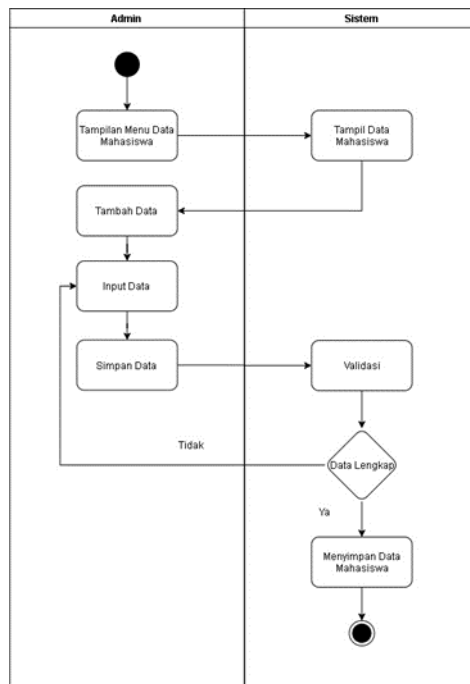 Admin
Sistem
Tampilan Menu Data
Mahasiswa
Tampil Data
Mahasiswa
Tambah Data
Input Data
Simpan Data
Validasi
Tidak
Data Lengkap
Ya
Menyimpan Data
Mahasiswa